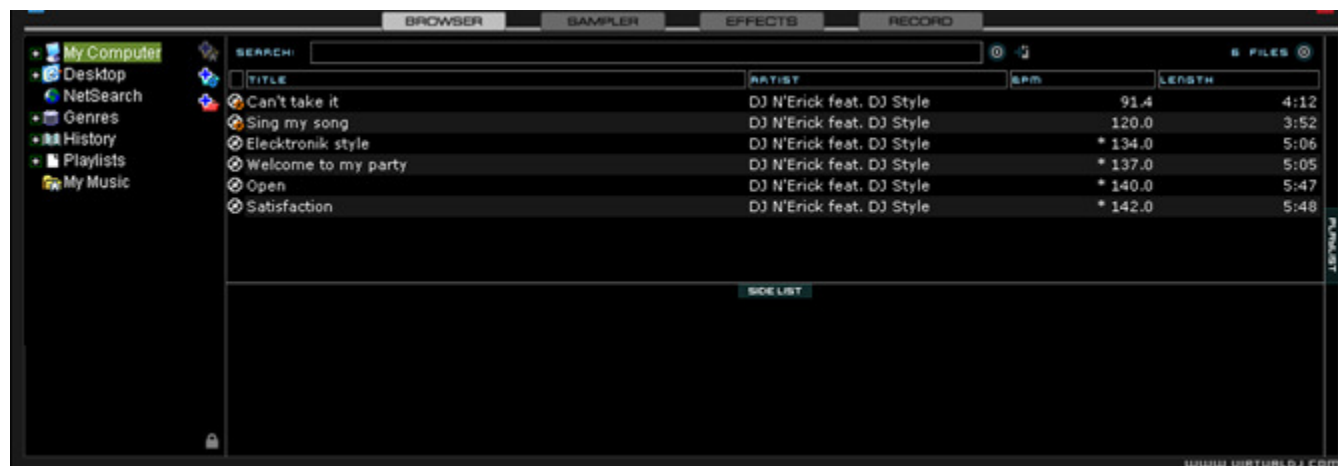 BROWSER SAMPLER EFFECTS RECORD
My Computer
Desktop
NetSearch
Genres
History
Playlists
My Music
SEARCH: 6 FILES
TITLE ARTIST BPM LENGTH
Can't take it DJ N'Erick feat. DJ Style 91.4 4:12
Sing my song DJ N'Erick feat. DJ Style 120.0 3:52
Elecktronik style DJ N'Erick feat. DJ Style * 134.0 5:06
Welcome to my party DJ N'Erick feat. DJ Style * 137.0 5:05
Open DJ N'Erick feat. DJ Style * 140.0 5:47
Satisfaction DJ N'Erick feat. DJ Style * 142.0 5:48
PLAYLIST
SIDE LIST
WWW.VIRTUALDJ.COM